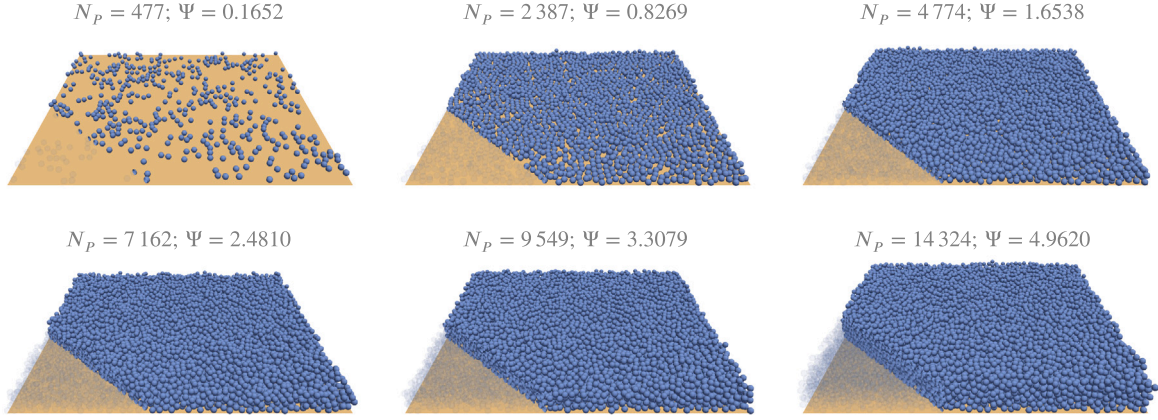 N_P = 477; Ψ = 0.1652
N_P = 2 387; Ψ = 0.8269
N_P = 4 774; Ψ = 1.6538
N_P = 7 162; Ψ = 2.4810
N_P = 9 549; Ψ = 3.3079
N_P = 14 324; Ψ = 4.9620